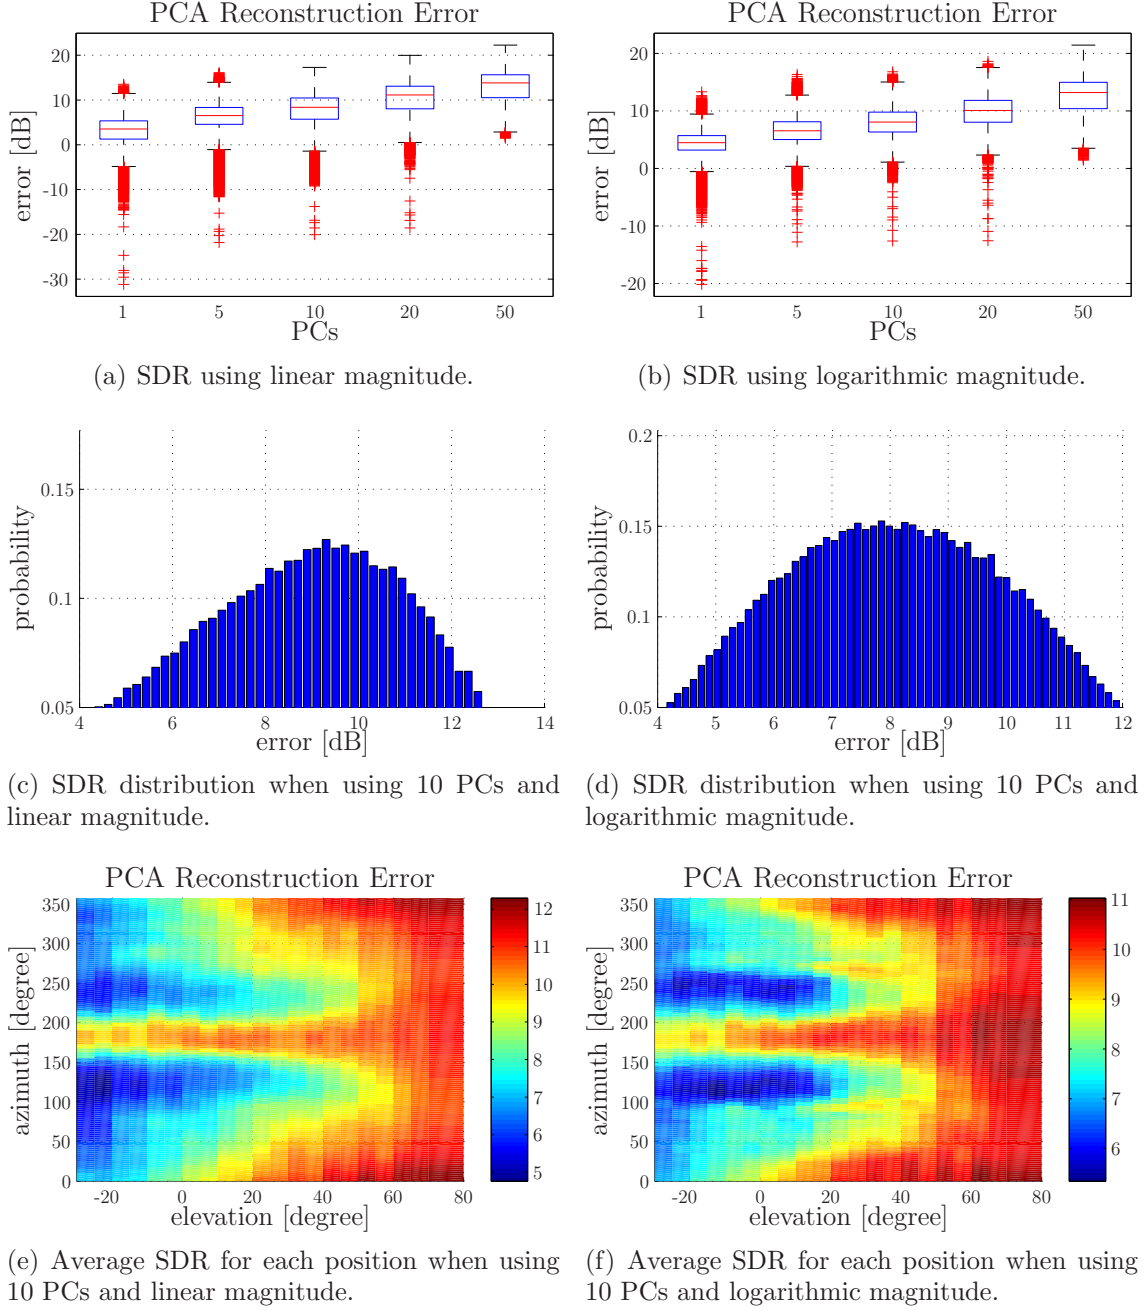 PCA Reconstruction Error
20
10
0
-10
-20
-30
error [dB]
1 5 10 20 50
PCs
(a) SDR using linear magnitude.
PCA Reconstruction Error
20
10
0
-10
-20
error [dB]
1 5 10 20 50
PCs
(b) SDR using logarithmic magnitude.
0.15
0.1
0.05
probability
4 6 8 10 12 14
error [dB]
(c) SDR distribution when using 10 PCs and
linear magnitude.
0.2
0.15
0.1
0.05
probability
4 5 6 7 8 9 10 11 12
error [dB]
(d) SDR distribution when using 10 PCs and
logarithmic magnitude.
PCA Reconstruction Error
350
300
250
200
150
100
50
0
azimuth [degree]
-20 0 20 40 60 80
elevation [degree]
12
11
10
9
8
7
6
5
(e) Average SDR for each position when using
10 PCs and linear magnitude.
PCA Reconstruction Error
350
300
250
200
150
100
50
0
azimuth [degree]
-20 0 20 40 60 80
elevation [degree]
11
10
9
8
7
6
(f) Average SDR for each position when using
10 PCs and logarithmic magnitude.